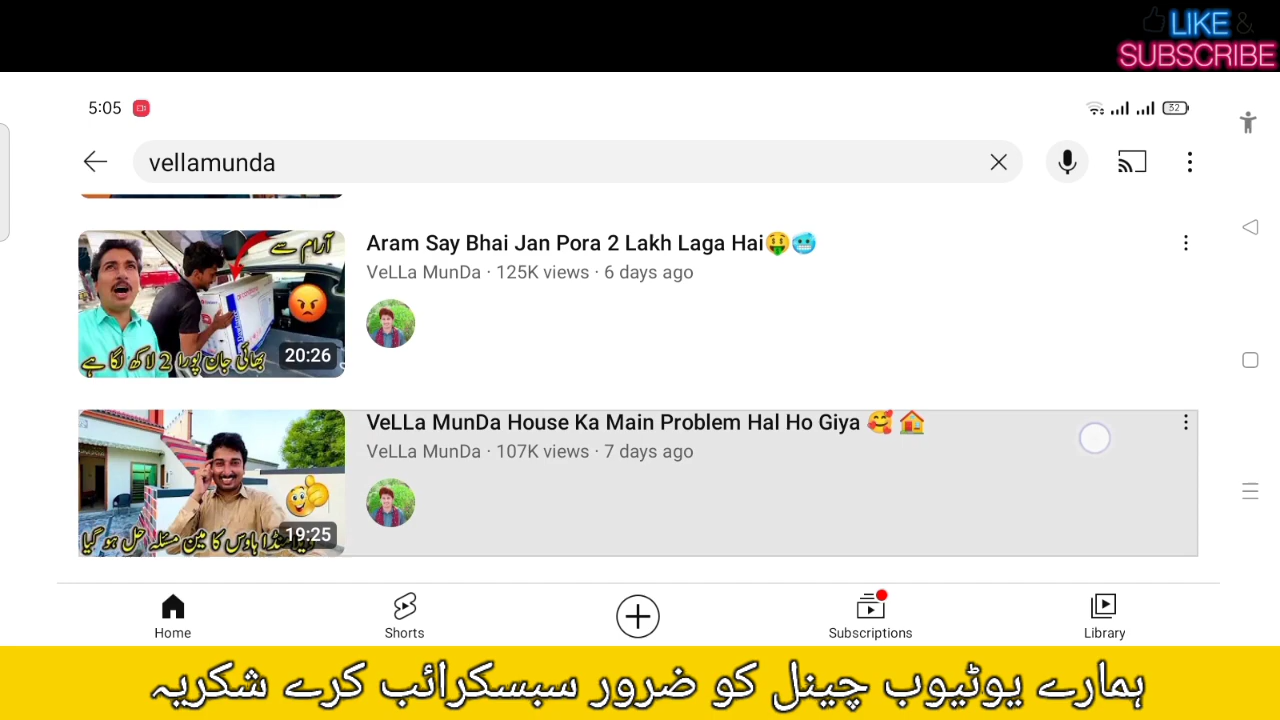 LIKE &
SUBSCRIBE
5:05
32
vellamunda
آرام سے
بھائی جان پورا 2 لاکھ لگا ہے
20:26
Aram Say Bhai Jan Pora 2 Lakh Laga Hai🤑🥶
VeLLa MunDa · 125K views · 6 days ago
ہاوس کا مین مسئلہ حل ہو گیا
19:25
VeLLa MunDa House Ka Main Problem Hal Ho Giya 🥰🏠
VeLLa MunDa · 107K views · 7 days ago
Home
Shorts
Subscriptions
Library
ہمارے یوٹیوب چینل کو ضرور سبسکرائب کرے شکریہ